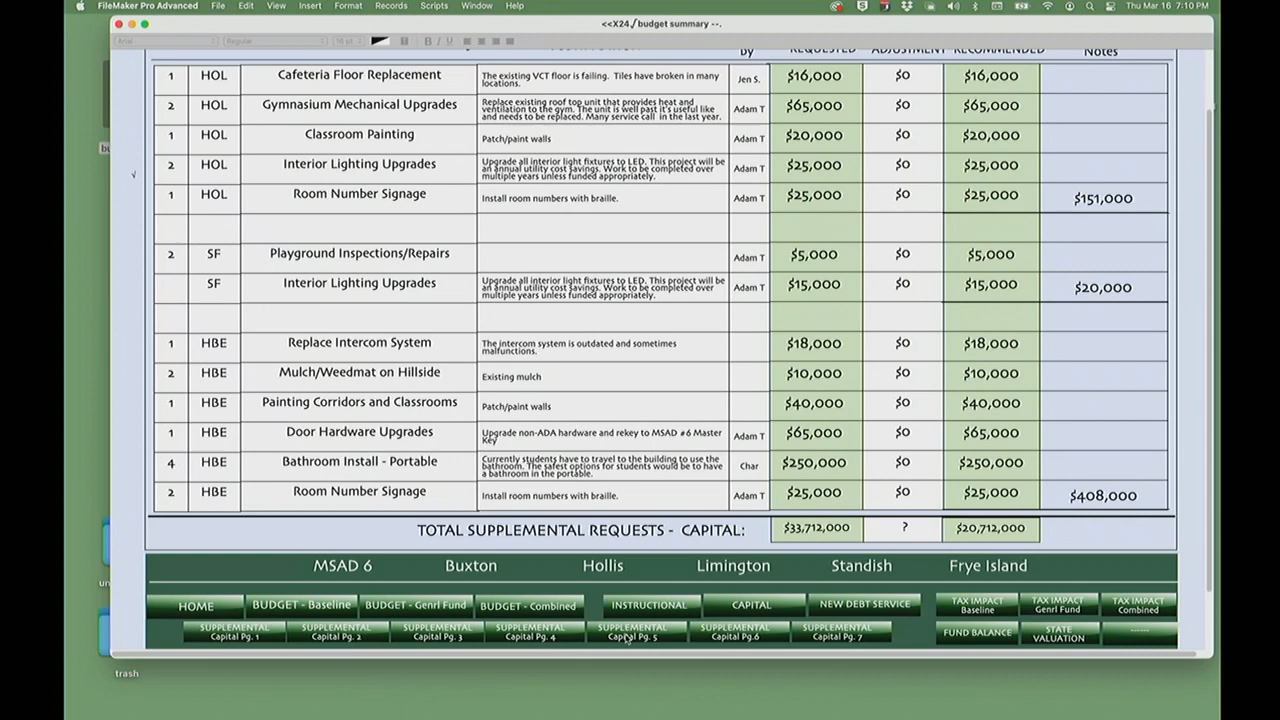 FileMaker Pro Advanced File Edit View Insert Format Records Scripts Window Help Thu Mar 16 7:10 PM
<<X24./budget summary --.
Arial Regular B I U
by REQUESTED ADJUSTMENT RECOMMENDED Notes
1 HOL Cafeteria Floor Replacement The existing VCT floor is failing. Tiles have broken in many locations. Jen S. $16,000 $0 $16,000
2 HOL Gymnasium Mechanical Upgrades Replace existing roof top unit that provides heat and ventilation to the gym. The unit is well past it's useful like and needs to be replaced. Many service call in the last year. Adam T $65,000 $0 $65,000
1 HOL Classroom Painting Patch/paint walls Adam T $20,000 $0 $20,000
2 HOL Interior Lighting Upgrades Upgrade all interior light fixtures to LED. This project will be an annual utility cost savings. Work to be completed over multiple years unless funded appropriately. Adam T $25,000 $0 $25,000
1 HOL Room Number Signage Install room numbers with braille. Adam T $25,000 $0 $25,000 $151,000
2 SF Playground Inspections/Repairs Adam T $5,000 $0 $5,000
SF Interior Lighting Upgrades Upgrade all interior light fixtures to LED. This project will be an annual utility cost savings. Work to be completed over multiple years unless funded appropriately. Adam T $15,000 $0 $15,000 $20,000
1 HBE Replace Intercom System The intercom system is outdated and sometimes malfunctions. $18,000 $0 $18,000
2 HBE Mulch/Weedmat on Hillside Existing mulch $10,000 $0 $10,000
1 HBE Painting Corridors and Classrooms Patch/paint walls $40,000 $0 $40,000
1 HBE Door Hardware Upgrades Upgrade non-ADA hardware and rekey to MSAD #6 Master Key Adam T $65,000 $0 $65,000
4 HBE Bathroom Install - Portable Currently students have to travel to the building to use the bathroom. The safest options for students would be to have a bathroom in the portable. Char $250,000 $0 $250,000
2 HBE Room Number Signage Install room numbers with braille. Adam T $25,000 $0 $25,000 $408,000
TOTAL SUPPLEMENTAL REQUESTS - CAPITAL: $33,712,000 ? $20,712,000
MSAD 6 Buxton Hollis Limington Standish Frye Island
HOME BUDGET - Baseline BUDGET - Genrl Fund BUDGET - Combined INSTRUCTIONAL CAPITAL NEW DEBT SERVICE TAX IMPACT Baseline TAX IMPACT Genrl Fund TAX IMPACT Combined
SUPPLEMENTAL Capital Pg. 1 SUPPLEMENTAL Capital Pg. 2 SUPPLEMENTAL Capital Pg. 3 SUPPLEMENTAL Capital Pg. 4 SUPPLEMENTAL Capital Pg. 5 SUPPLEMENTAL Capital Pg.6 SUPPLEMENTAL Capital Pg. 7 FUND BALANCE STATE VALUATION ------
trash